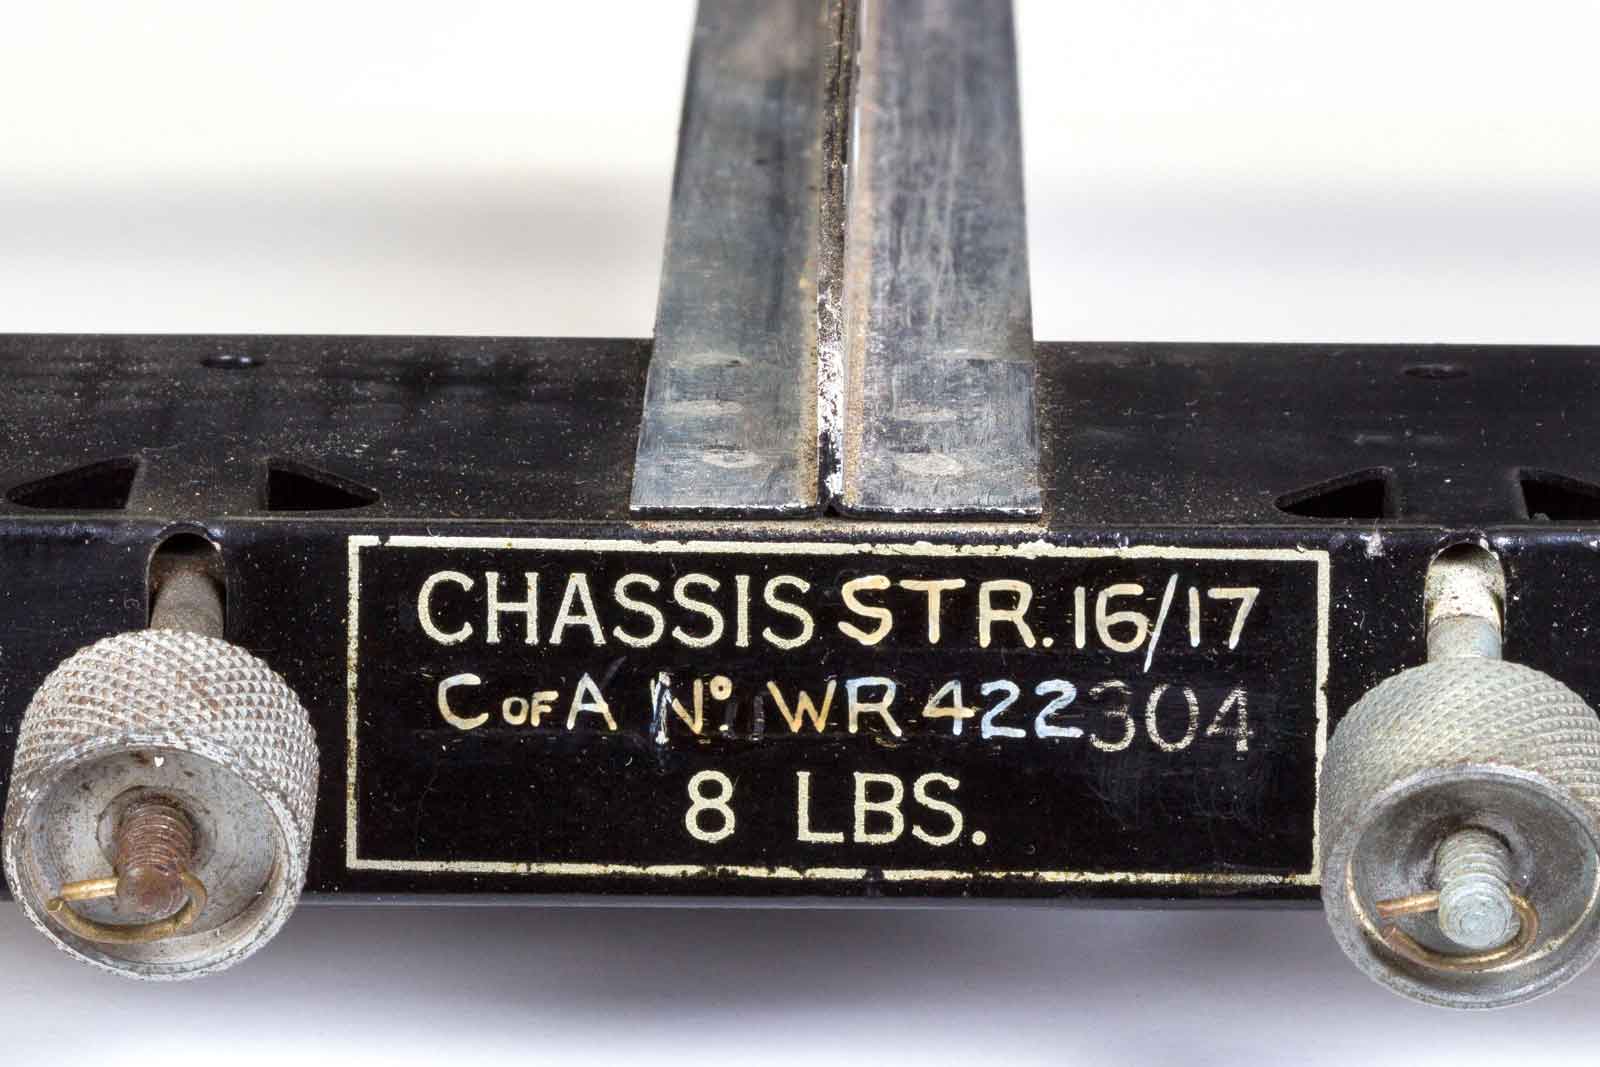 CHASSIS STR. 16/17
C OF A Nº WR 422304
8 LBS.